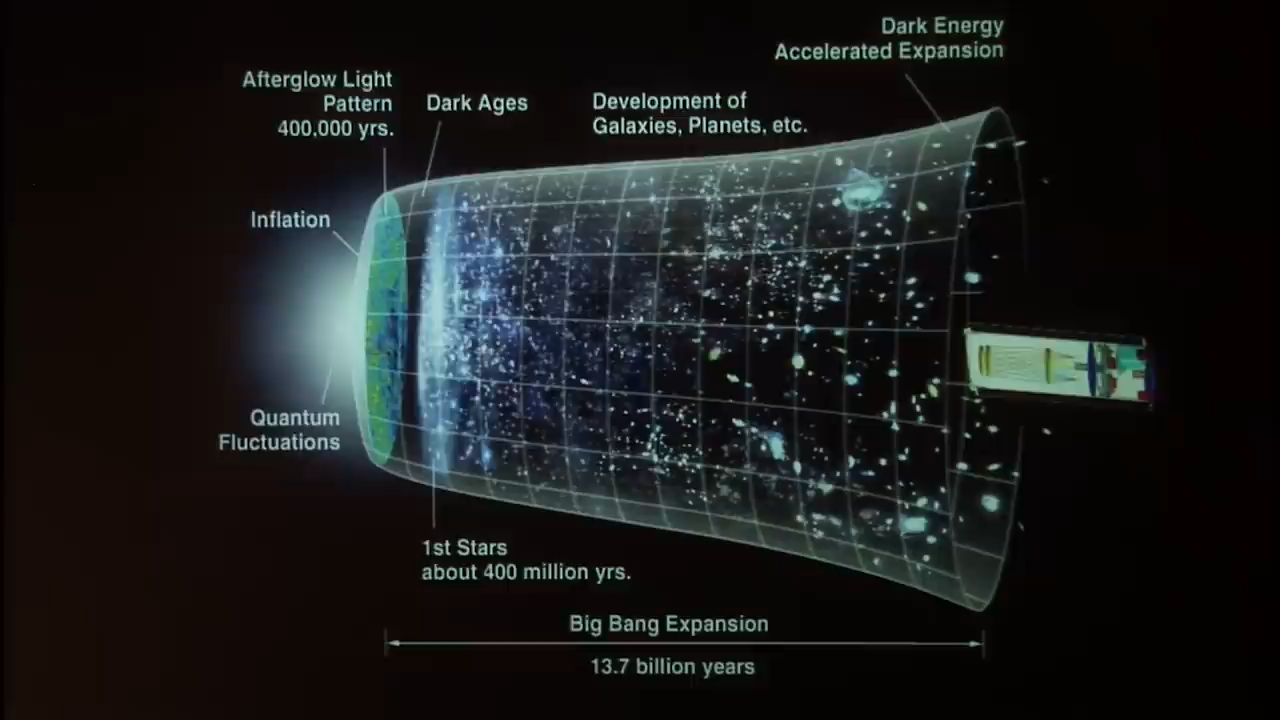 Dark Energy
Accelerated Expansion
Afterglow Light
Pattern
400,000 yrs.
Dark Ages
Development of
Galaxies, Planets, etc.
Inflation
Quantum
Fluctuations
1st Stars
about 400 million yrs.
Big Bang Expansion
13.7 billion years